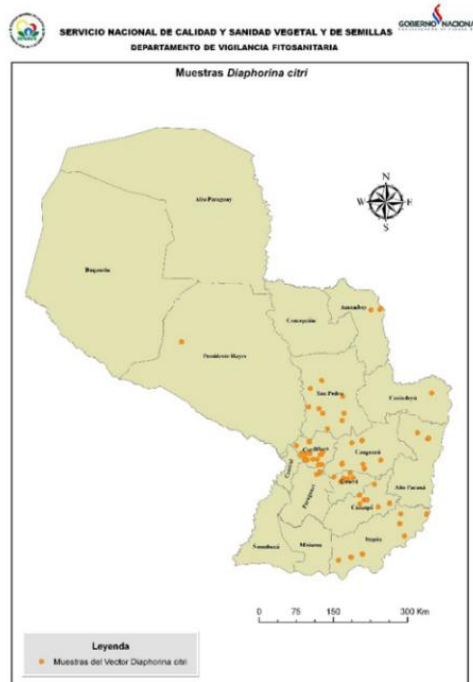 SERVICIO NACIONAL DE CALIDAD Y SANIDAD VEGETAL Y DE SEMILLAS
GOBIERNO NACIONAL
DEPARTAMENTO DE VIGILANCIA FITOSANITARIA
Muestras Diaphorina citri
Alto Paraguay
N
W E
S
Boquerón
Amambay
Concepción
Presidente Hayes
San Pedro
Canindeyú
Cordillera
Caaguazú
Central
Guairá
Alto Paraná
Paraguarí
Caazapá
Itapúa
Ñeembucú
Misiones
0 75 150 300 Km
Leyenda
Muestras del Vector Diaphorina citri